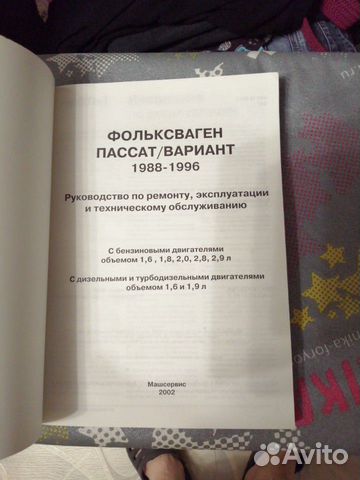 ФОЛЬКСВАГЕН
ПАССАТ/ВАРИАНТ
1988-1996
Руководство по ремонту, эксплуатации
и техническому обслуживанию
С бензиновыми двигателями
объемом 1,6 , 1,8, 2,0, 2,8, 2,9 л
С дизельными и турбодизельными двигателями
объемом 1,6 и 1,9 л
Машсервис
2002
Avito